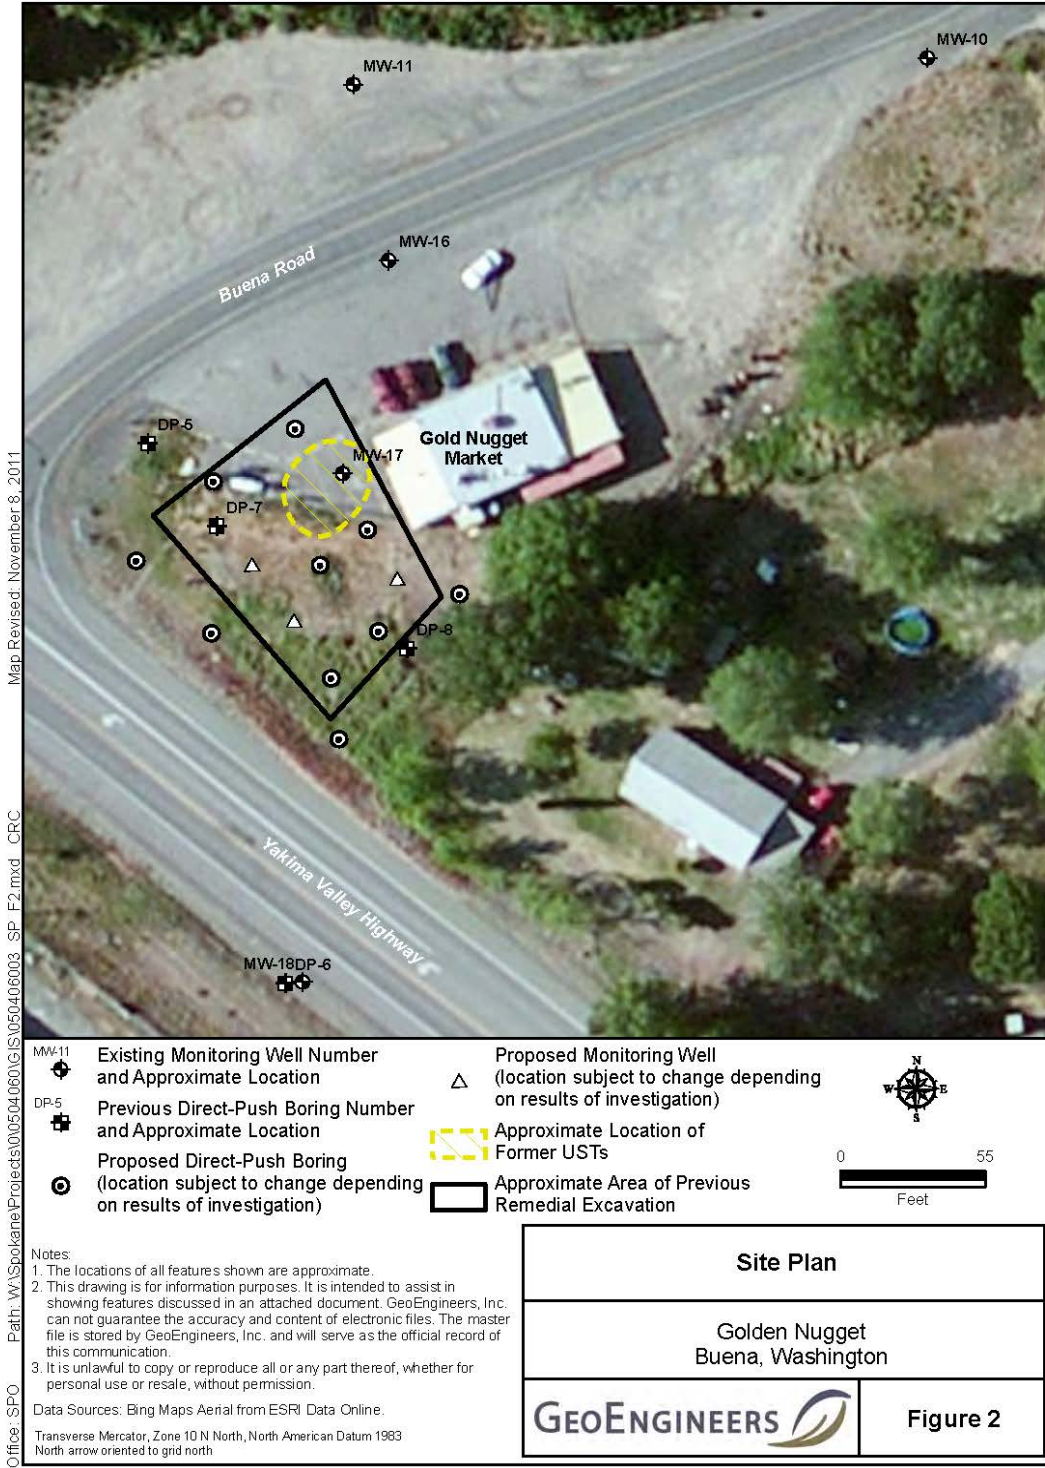 MW-10
MW-11
MW-16
Buena Road
DP-5
Gold Nugget
Market
MW-17
DP-7
DP-8
Yakima Valley Highway
MW-18DP-6
Map Revised: November 8, 2011
Office: SPO Path: W:\Spokane\Projects\0\0504060\GIS\050406003_SP_F2.mxd CRC
MW-11
Existing Monitoring Well Number
and Approximate Location
DP-5
Previous Direct-Push Boring Number
and Approximate Location
Proposed Direct-Push Boring
(location subject to change depending
on results of investigation)
Proposed Monitoring Well
(location subject to change depending
on results of investigation)
Approximate Location of
Former USTs
Approximate Area of Previous
Remedial Excavation
N
W E
S
0 55
Feet
Notes:
1. The locations of all features shown are approximate.
2. This drawing is for information purposes. It is intended to assist in
showing features discussed in an attached document. GeoEngineers, Inc.
can not guarantee the accuracy and content of electronic files. The master
file is stored by GeoEngineers, Inc. and will serve as the official record of
this communication.
3. It is unlawful to copy or reproduce all or any part thereof, whether for
personal use or resale, without permission.
Data Sources: Bing Maps Aerial from ESRI Data Online.
Transverse Mercator, Zone 10 N North, North American Datum 1983
North arrow oriented to grid north
Site Plan
Golden Nugget
Buena, Washington
GEOENGINEERS
Figure 2